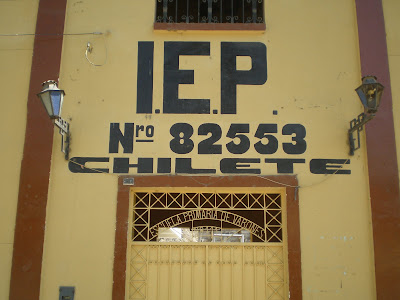 I.E.P.
Nro 82553
CHILETE
ESCUELA PRIMARIA DE VARONES